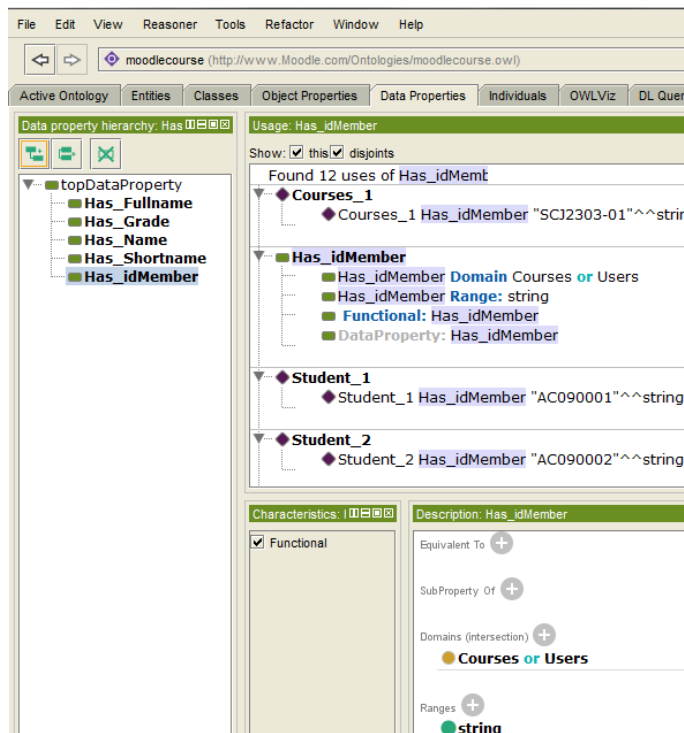 File Edit View Reasoner Tools Refactor Window Help
moodlecourse (http://www.Moodle.com/Ontologies/moodlecourse.owl)
Active Ontology Entities Classes Object Properties Data Properties Individuals OWLViz DL Quer
Data property hierarchy: Has
topDataProperty
Has_Fullname
Has_Grade
Has_Name
Has_Shortname
Has_idMember
Usage: Has_idMember
Show: this disjoints
Found 12 uses of Has_idMemb
Courses_1
Courses_1 Has_idMember "SCJ2303-01"^^strin
Has_idMember
Has_idMember Domain Courses or Users
Has_idMember Range: string
Functional: Has_idMember
DataProperty: Has_idMember
Student_1
Student_1 Has_idMember "AC090001"^^string
Student_2
Student_2 Has_idMember "AC090002"^^string
Characteristics: I
Functional
Description: Has_idMember
Equivalent To
SubProperty Of
Domains (intersection)
Courses or Users
Ranges
string